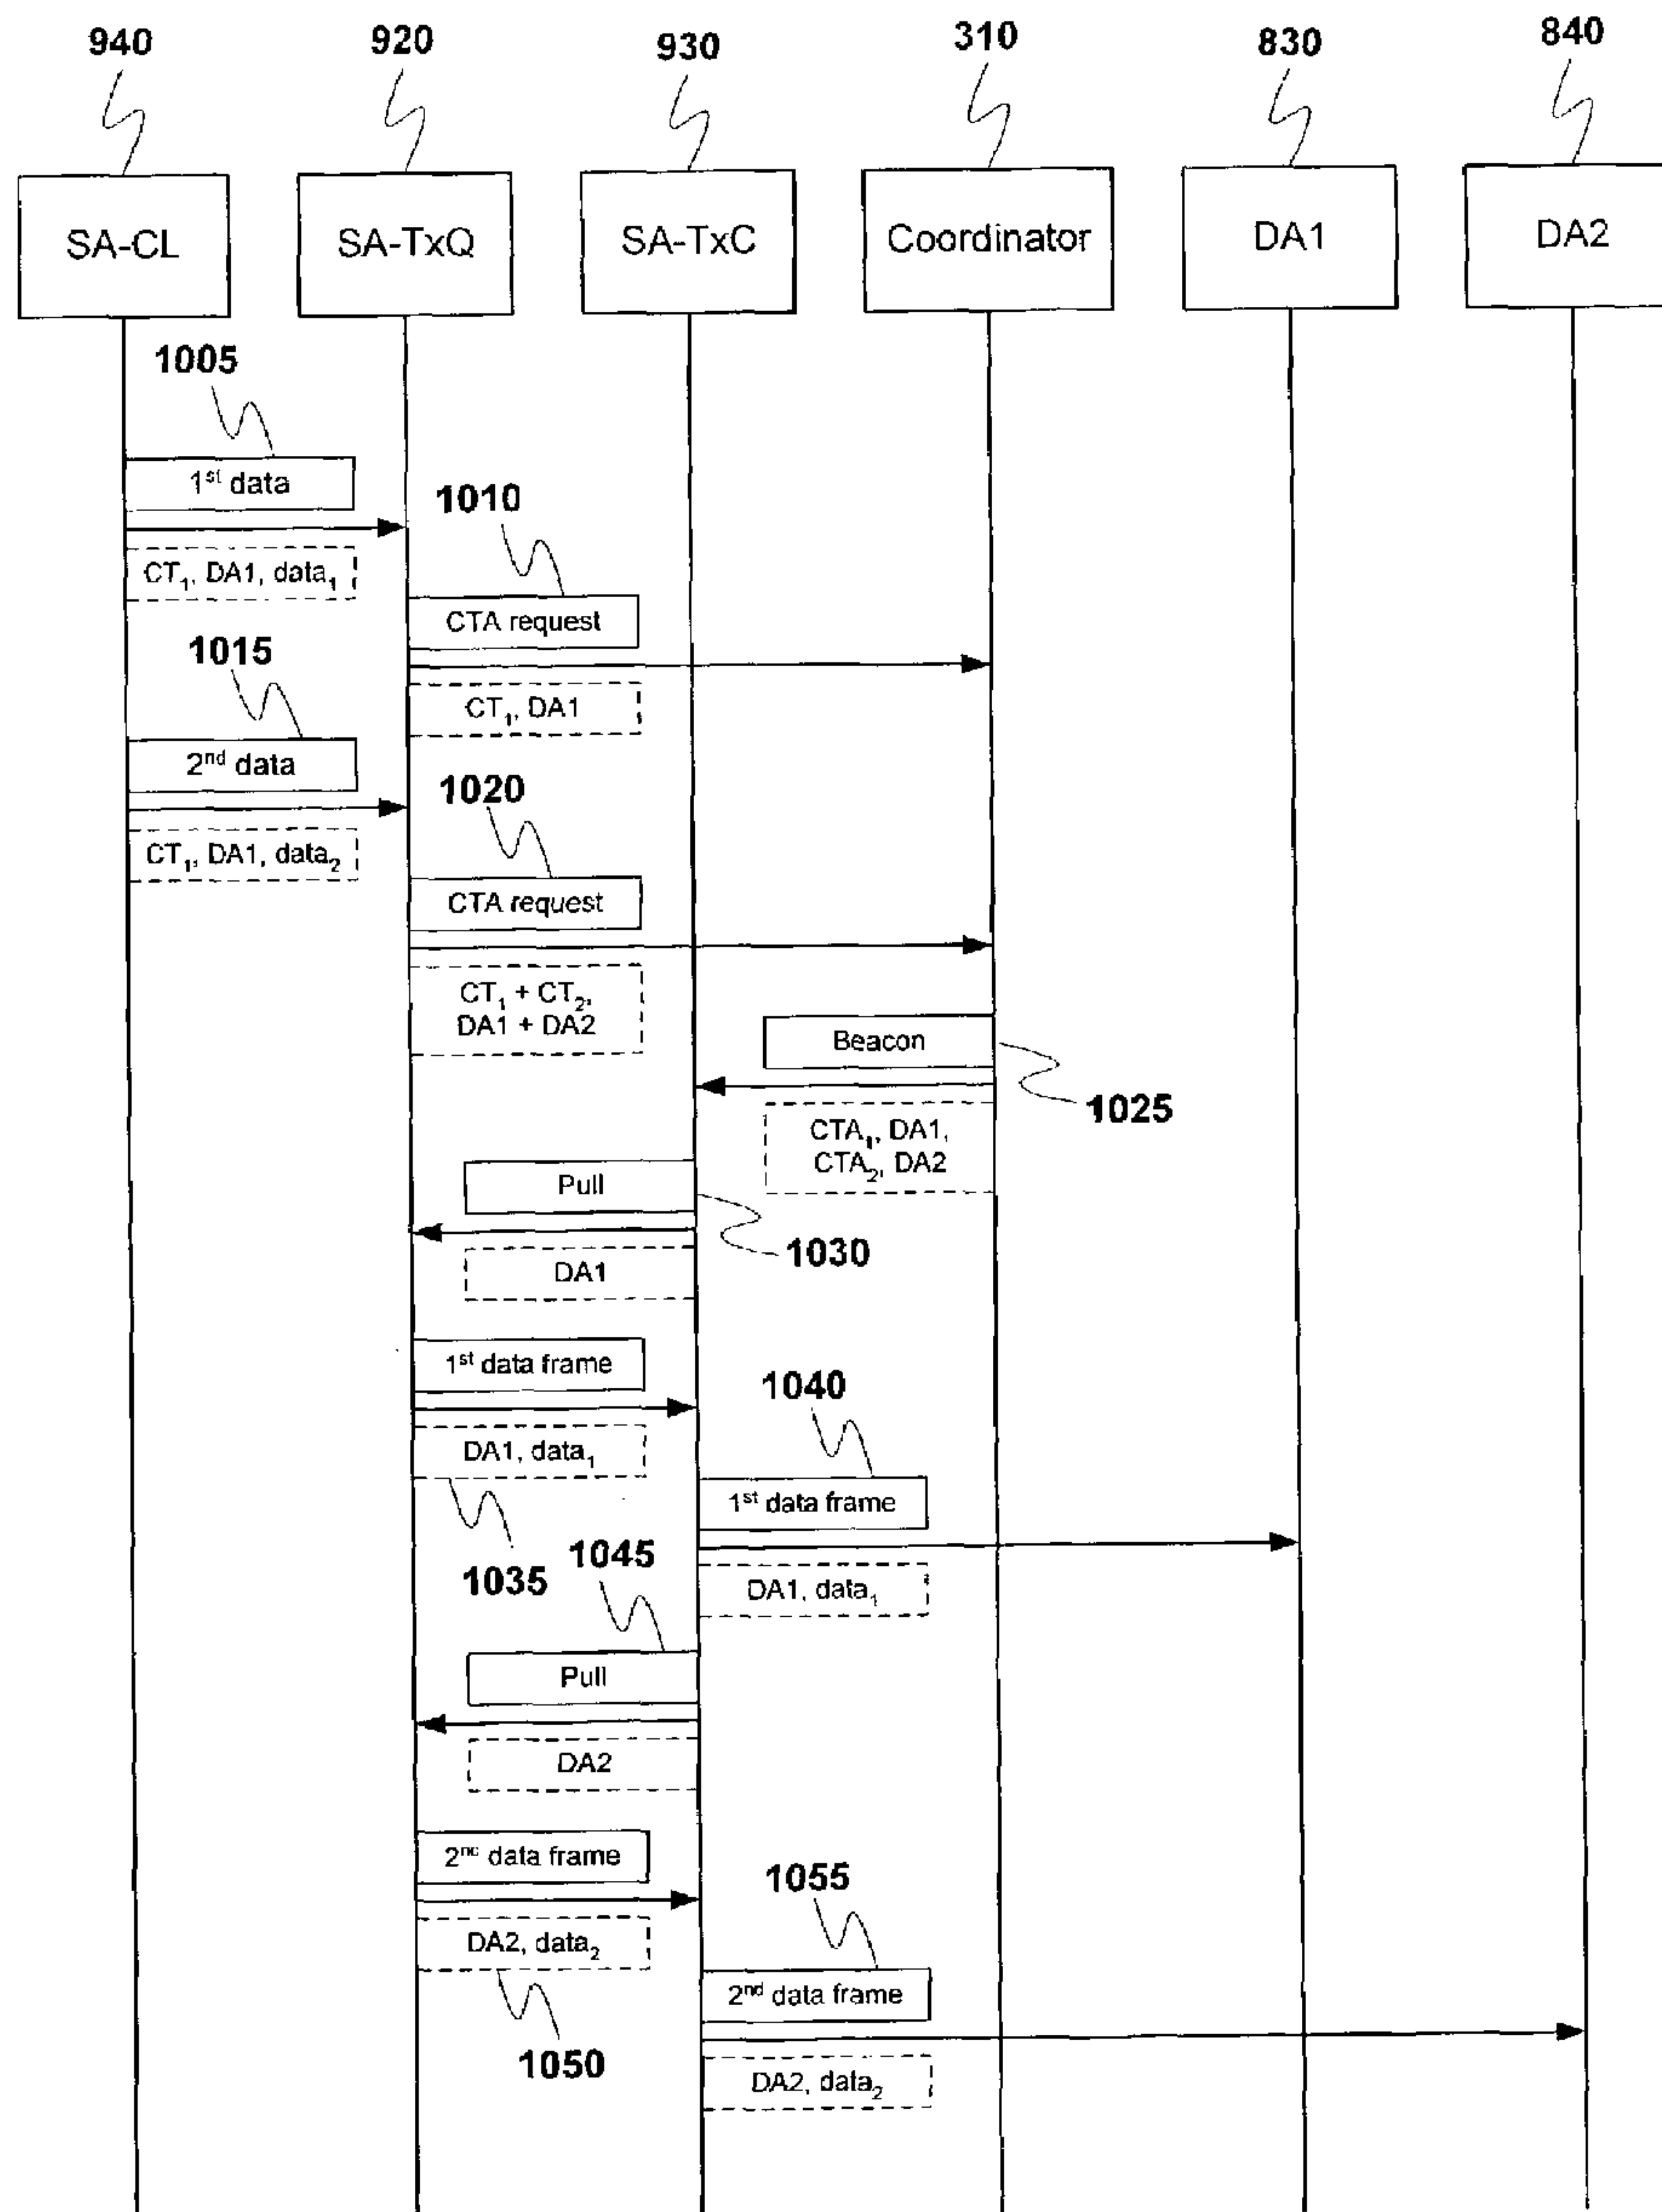 940 920 930 310 830 840
SA-CL SA-TxQ SA-TxC Coordinator DA1 DA2
1005
1st data
CT1, DA1, data1
1010
CTA request
CT1, DA1
1015
2nd data
CT1, DA1, data2
1020
CTA request
CT1 + CT2,
DA1 + DA2
Beacon
1025
CTA1, DA1,
CTA2, DA2
Pull
1030
DA1
1st data frame
DA1, data1
1035
1040
1st data frame
DA1, data1
1045
Pull
DA2
2nd data frame
DA2, data2
1050
1055
2nd data frame
DA2, data2